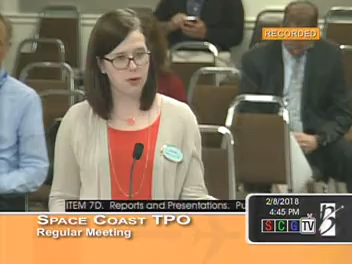 RECORDED
ITEM 7D. Reports and Presentations. Pu
SPACE COAST TPO
Regular Meeting
2/8/2018
4:45 PM
SCGTV